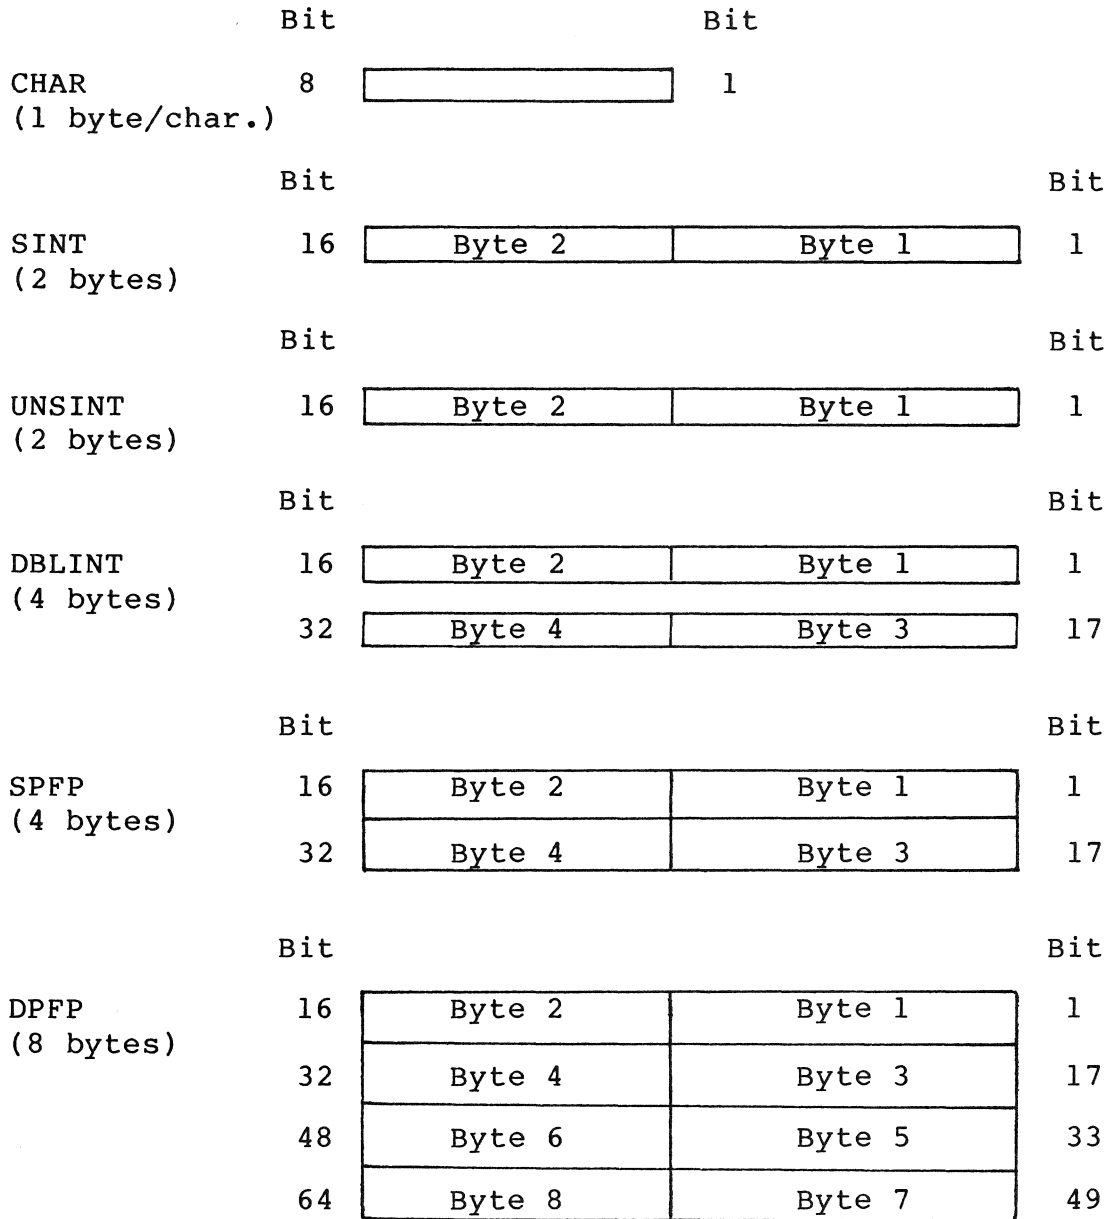 Bit Bit
CHAR 8 1
(1 byte/char.)
Bit Bit
SINT 16 Byte 2 Byte 1 1
(2 bytes)
Bit Bit
UNSINT 16 Byte 2 Byte 1 1
(2 bytes)
Bit Bit
DBLINT 16 Byte 2 Byte 1 1
(4 bytes)
32 Byte 4 Byte 3 17
Bit Bit
SPFP 16 Byte 2 Byte 1 1
(4 bytes)
32 Byte 4 Byte 3 17
Bit Bit
DPFP 16 Byte 2 Byte 1 1
(8 bytes)
32 Byte 4 Byte 3 17
48 Byte 6 Byte 5 33
64 Byte 8 Byte 7 49